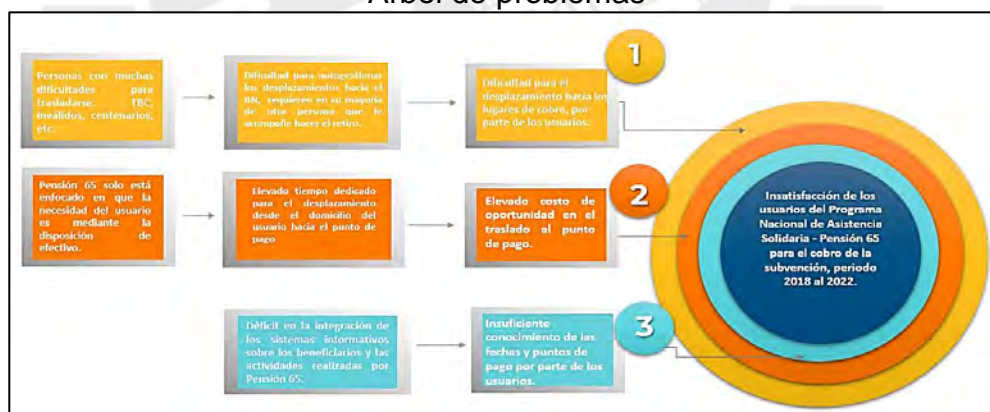 Árbol de problemas
Personas con muchas
dificultades para
trasladarse: TBC,
inválidos, centenarios,
etc.
Dificultad para autogestionar
los desplazamientos hacia el
BN, requieren en su mayoría
de otra persona que le
acompañe hacer el retiro.
Dificultad para el
desplazamiento hacia los
lugares de cobro, por
parte de los usuarios.
1
Pensión 65 solo está
enfocado en que la
necesidad del usuario
es mediante la
disposición de
efectivo.
Elevado tiempo dedicado
para el desplazamiento
desde el domicilio del
usuario hacia el punto de
pago
Elevado costo de
oportunidad en el
traslado al punto
de pago.
2
Déficit en la integración de
los sistemas informativos
sobre los beneficiarios y las
actividades realizadas por
Pensión 65.
Insuficiente
conocimiento de las
fechas y puntos de
pago por parte de los
usuarios.
3
Insatisfacción de los
usuarios del Programa
Nacional de Asistencia
Solidaria - Pensión 65
para el cobro de la
subvención, periodo
2018 al 2022.